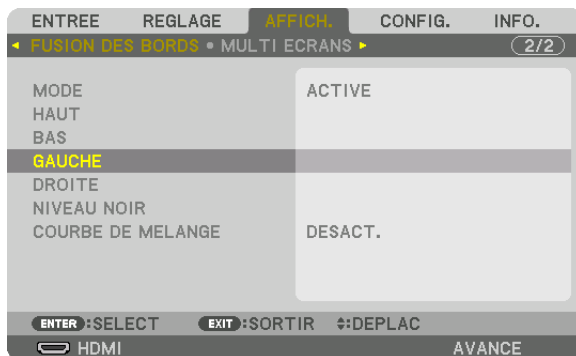 ENTREE REGLAGE AFFICH. CONFIG. INFO.
FUSION DES BORDS • MULTI ECRANS 2/2
MODE ACTIVE
HAUT
BAS
GAUCHE
DROITE
NIVEAU NOIR
COURBE DE MELANGE DESACT.
ENTER :SELECT EXIT :SORTIR :DEPLAC
HDMI AVANCE